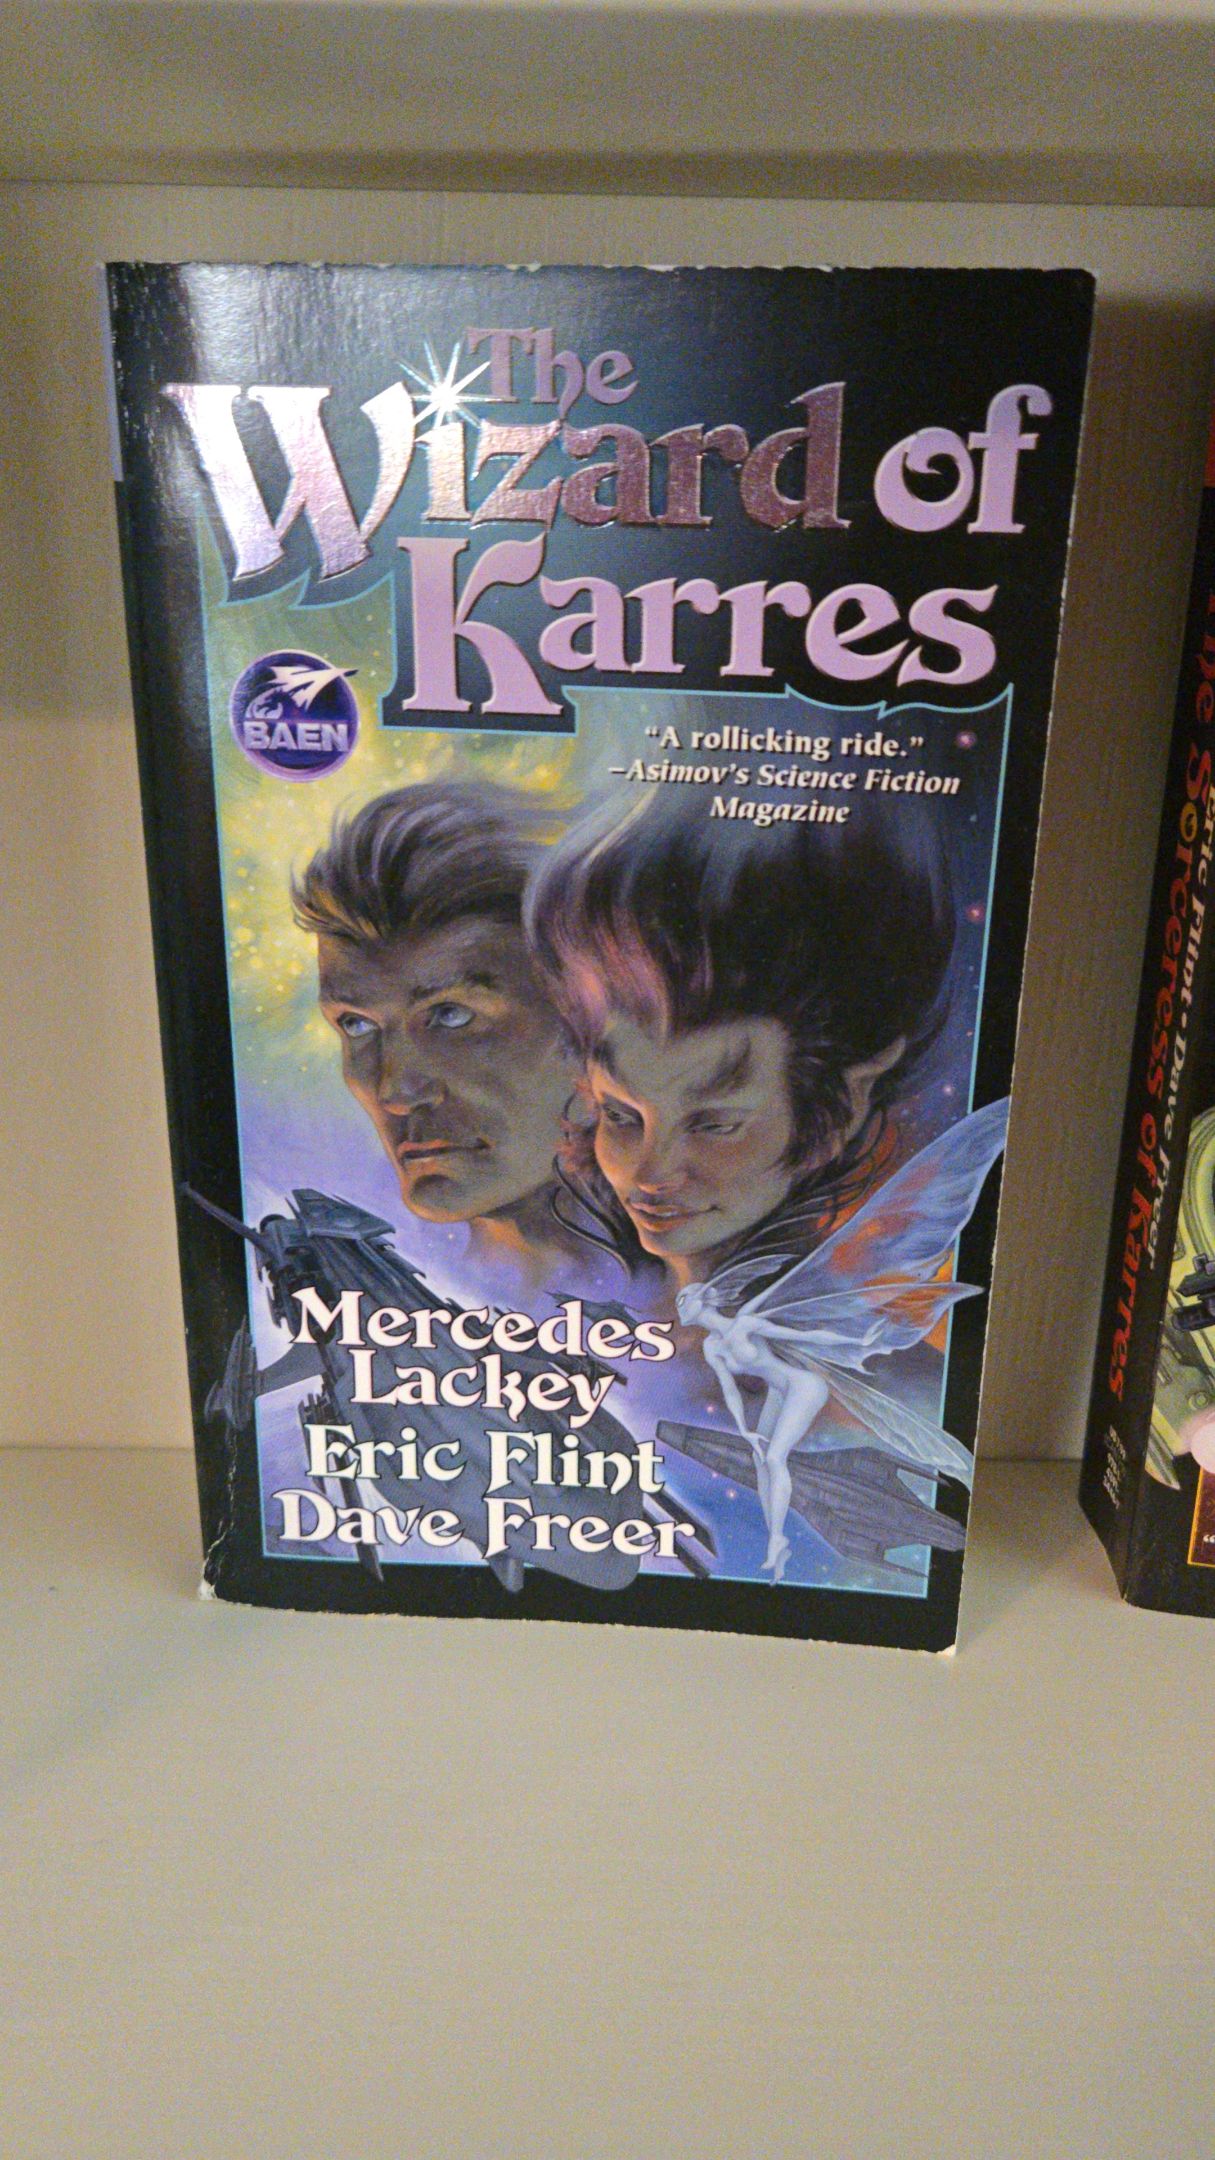 The
Wizard of
Karres
BAEN
“A rollicking ride.”
–Asimov's Science Fiction
Magazine
Mercedes
Lackey
Eric Flint
Dave Freer
Eric Flint • Dave Freer
The Sorceress of Karres